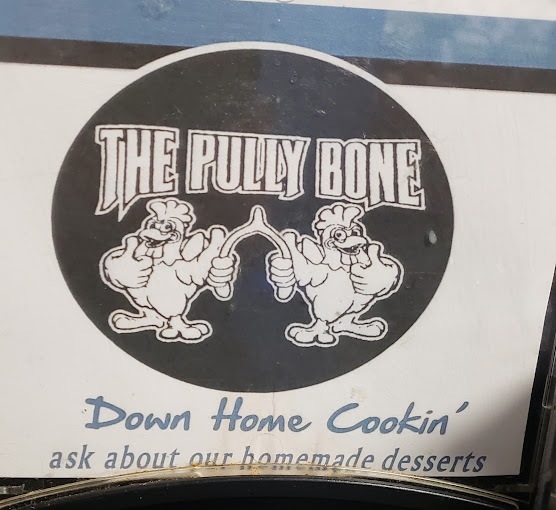 THE PULLY BONE
Down Home Cookin'
ask about our homemade desserts